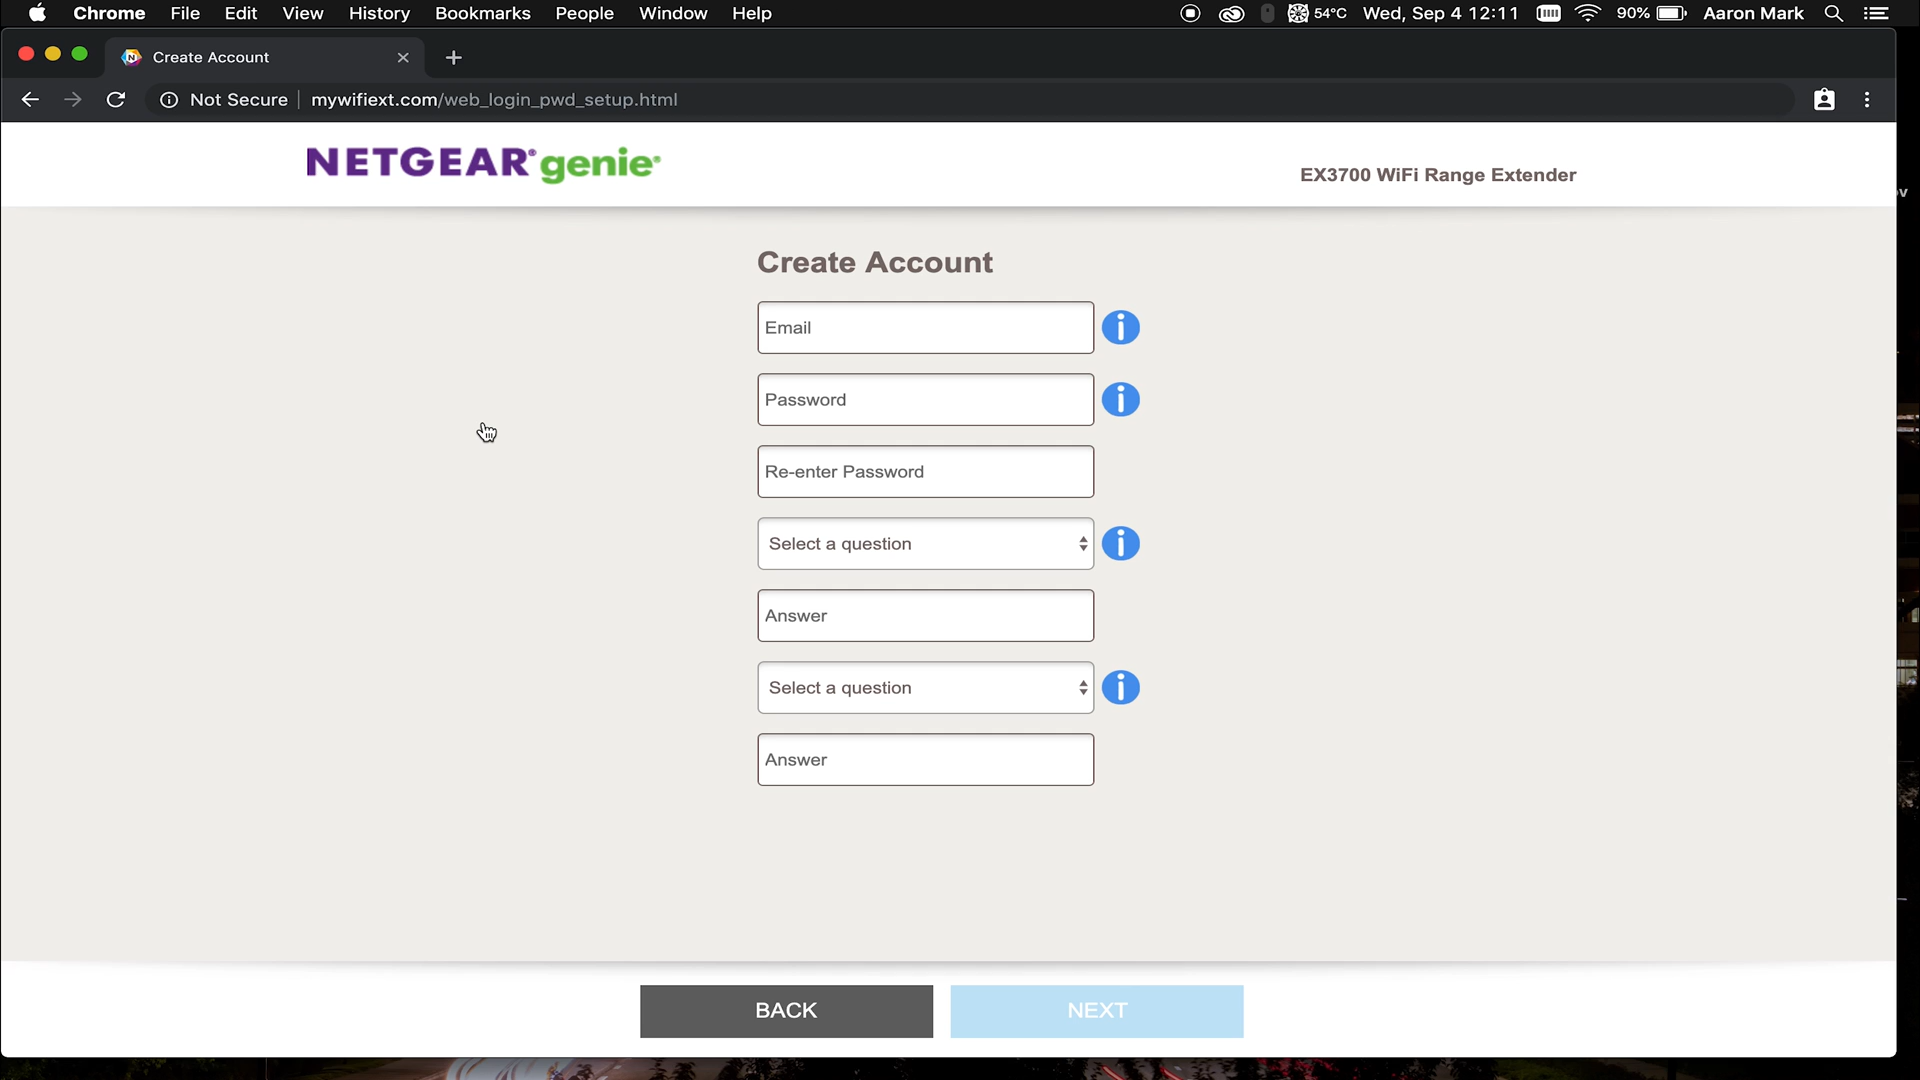 Chrome File Edit View History Bookmarks People Window Help 54°C Wed, Sep 4 12:11 90% Aaron Mark
Create Account
Not Secure mywifiext.com/web_login_pwd_setup.html
NETGEAR® genie®
EX3700 WiFi Range Extender
Create Account
Email
Password
Re-enter Password
Select a question
Answer
Select a question
Answer
BACK NEXT